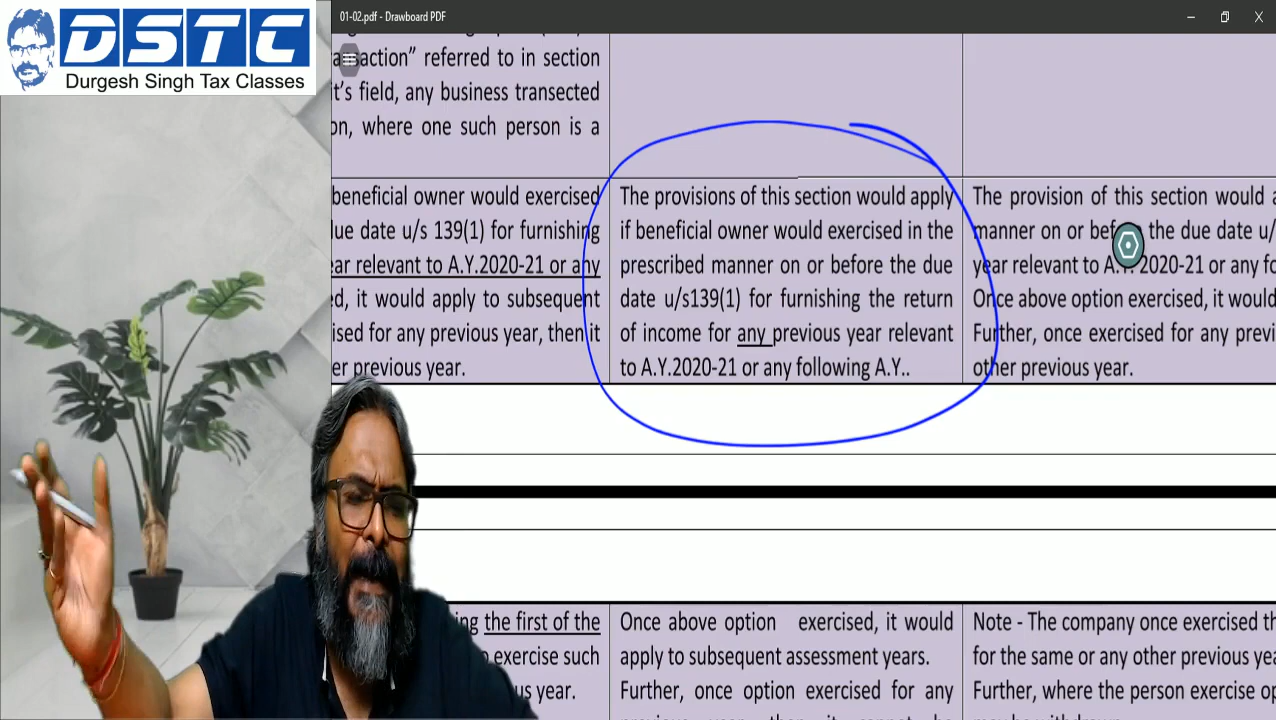 DSTC
Durgesh Singh Tax Classes
01-02.pdf - Drawboard PDF
saction” referred to in section
it’s field, any business transected
on, where one such person is a
beneficial owner would exercised
lue date u/s 139(1) for furnishing
ear relevant to A.Y.2020-21 or any
ed, it would apply to subsequent
ised for any previous year, then it
er previous year.
The provisions of this section would apply
if beneficial owner would exercised in the
prescribed manner on or before the due
date u/s139(1) for furnishing the return
of income for any previous year relevant
to A.Y.2020-21 or any following A.Y..
The provision of this section would a
manner on or before the due date u/
year relevant to A.Y. 2020-21 or any fo
Once above option exercised, it would
Further, once exercised for any previ
other previous year.
ing the first of the
exercise such
us year.
Once above option exercised, it would
apply to subsequent assessment years.
Further, once option exercised for any
Note - The company once exercised th
for the same or any other previous yea
Further, where the person exercise op